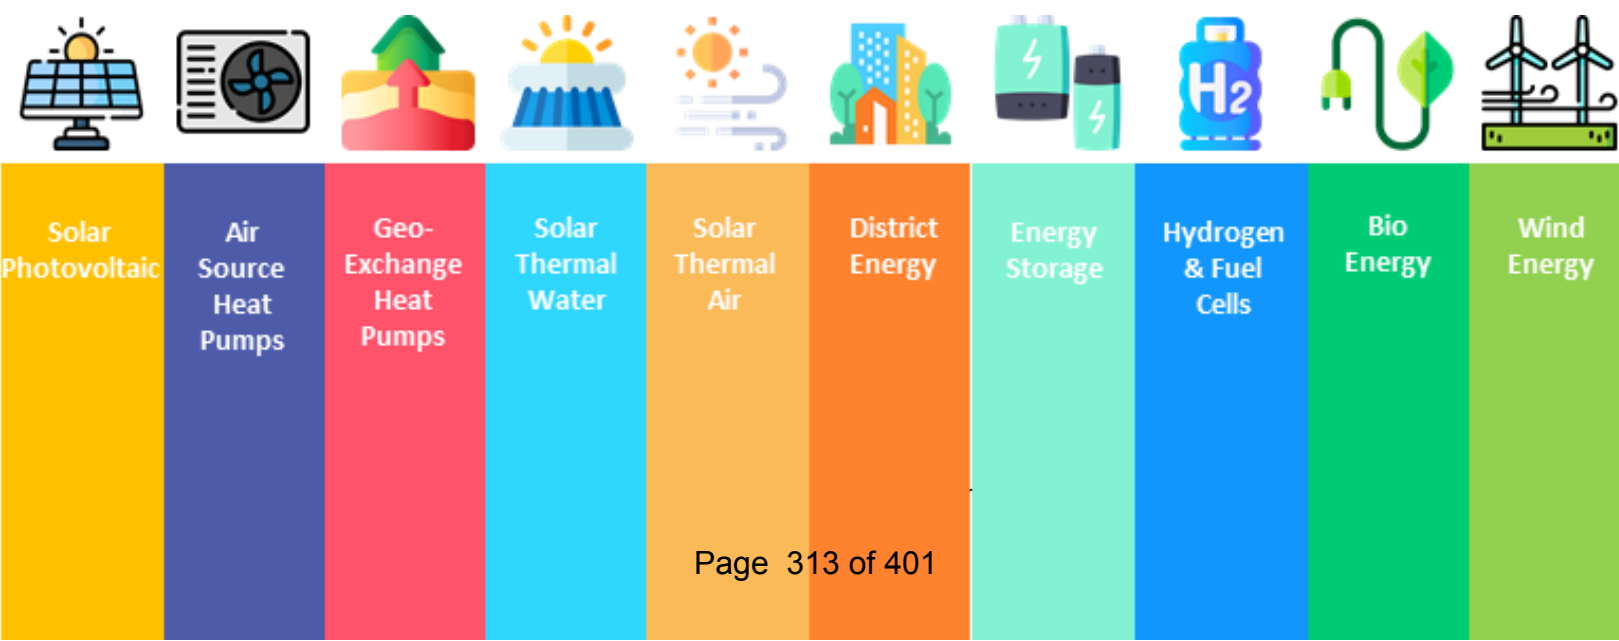 H2
Solar
Photovoltaic
Air
Source
Heat
Pumps
Geo-
Exchange
Heat
Pumps
Solar
Thermal
Water
Solar
Thermal
Air
District
Energy
Energy
Storage
Hydrogen
& Fuel
Cells
Bio
Energy
Wind
Energy
Page 313 of 401